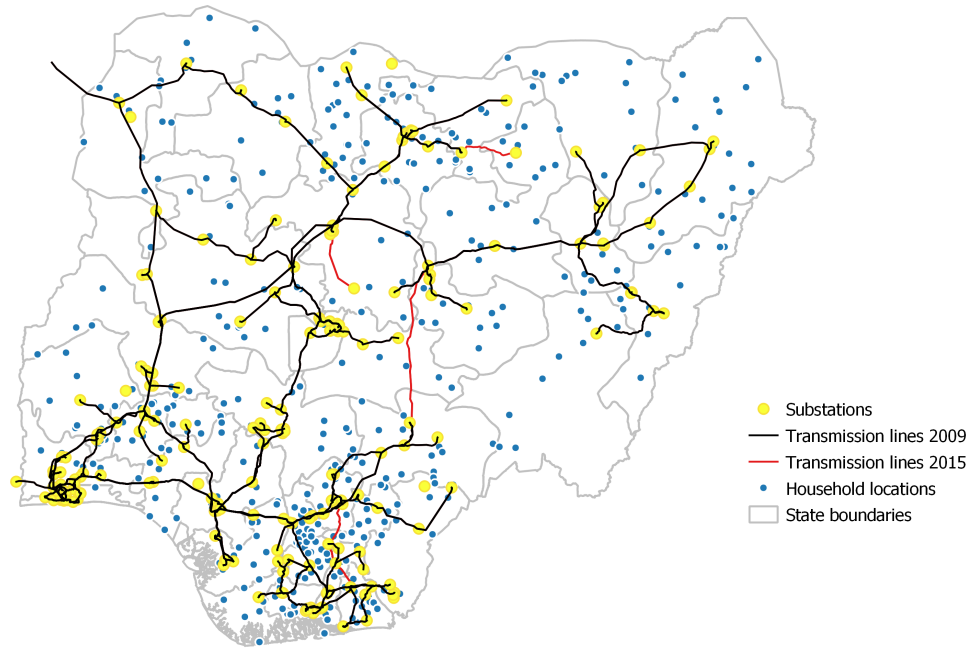 Substations
Transmission lines 2009
Transmission lines 2015
Household locations
State boundaries